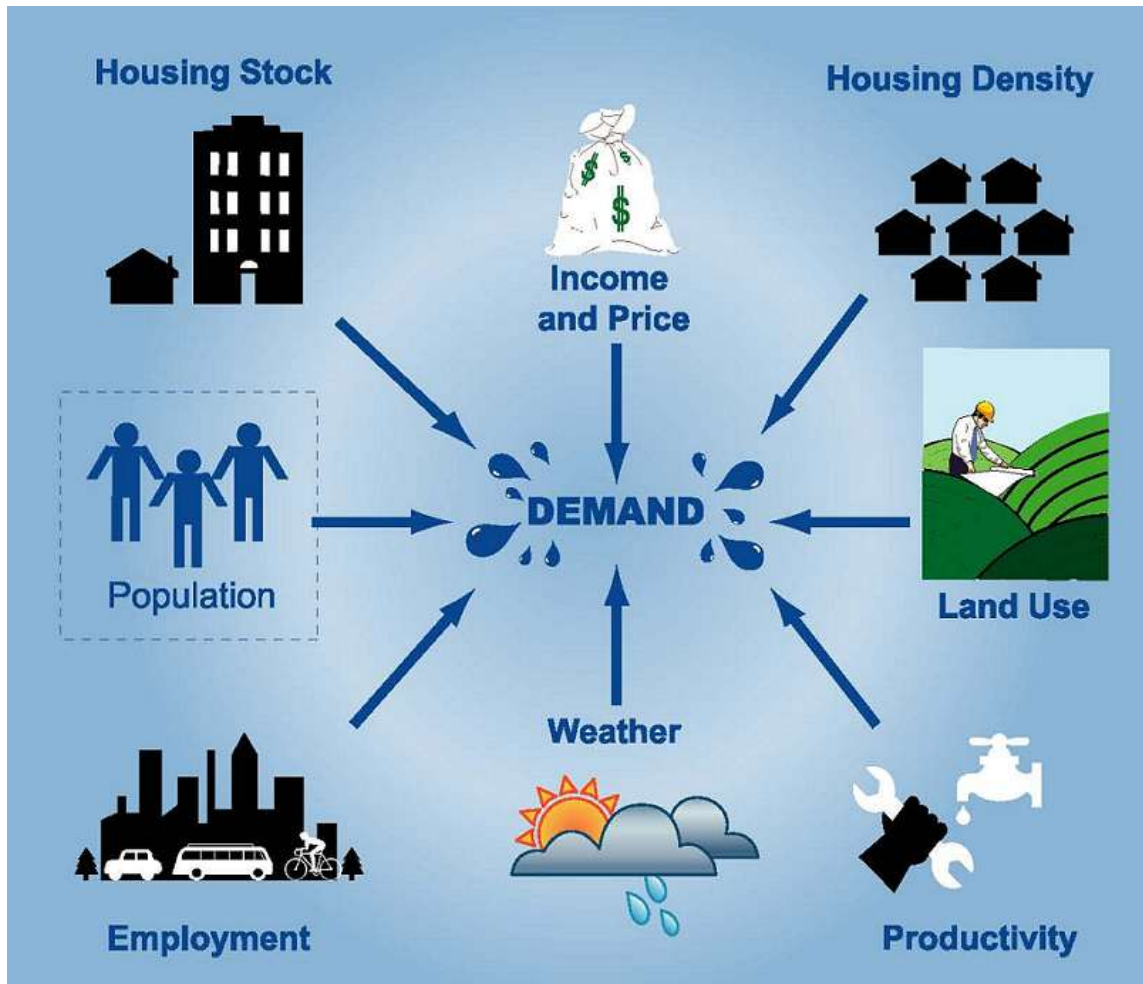 Housing Stock
Housing Density
$ $
$
Income
and Price
DEMAND
Population
Land Use
Weather
Employment
Productivity